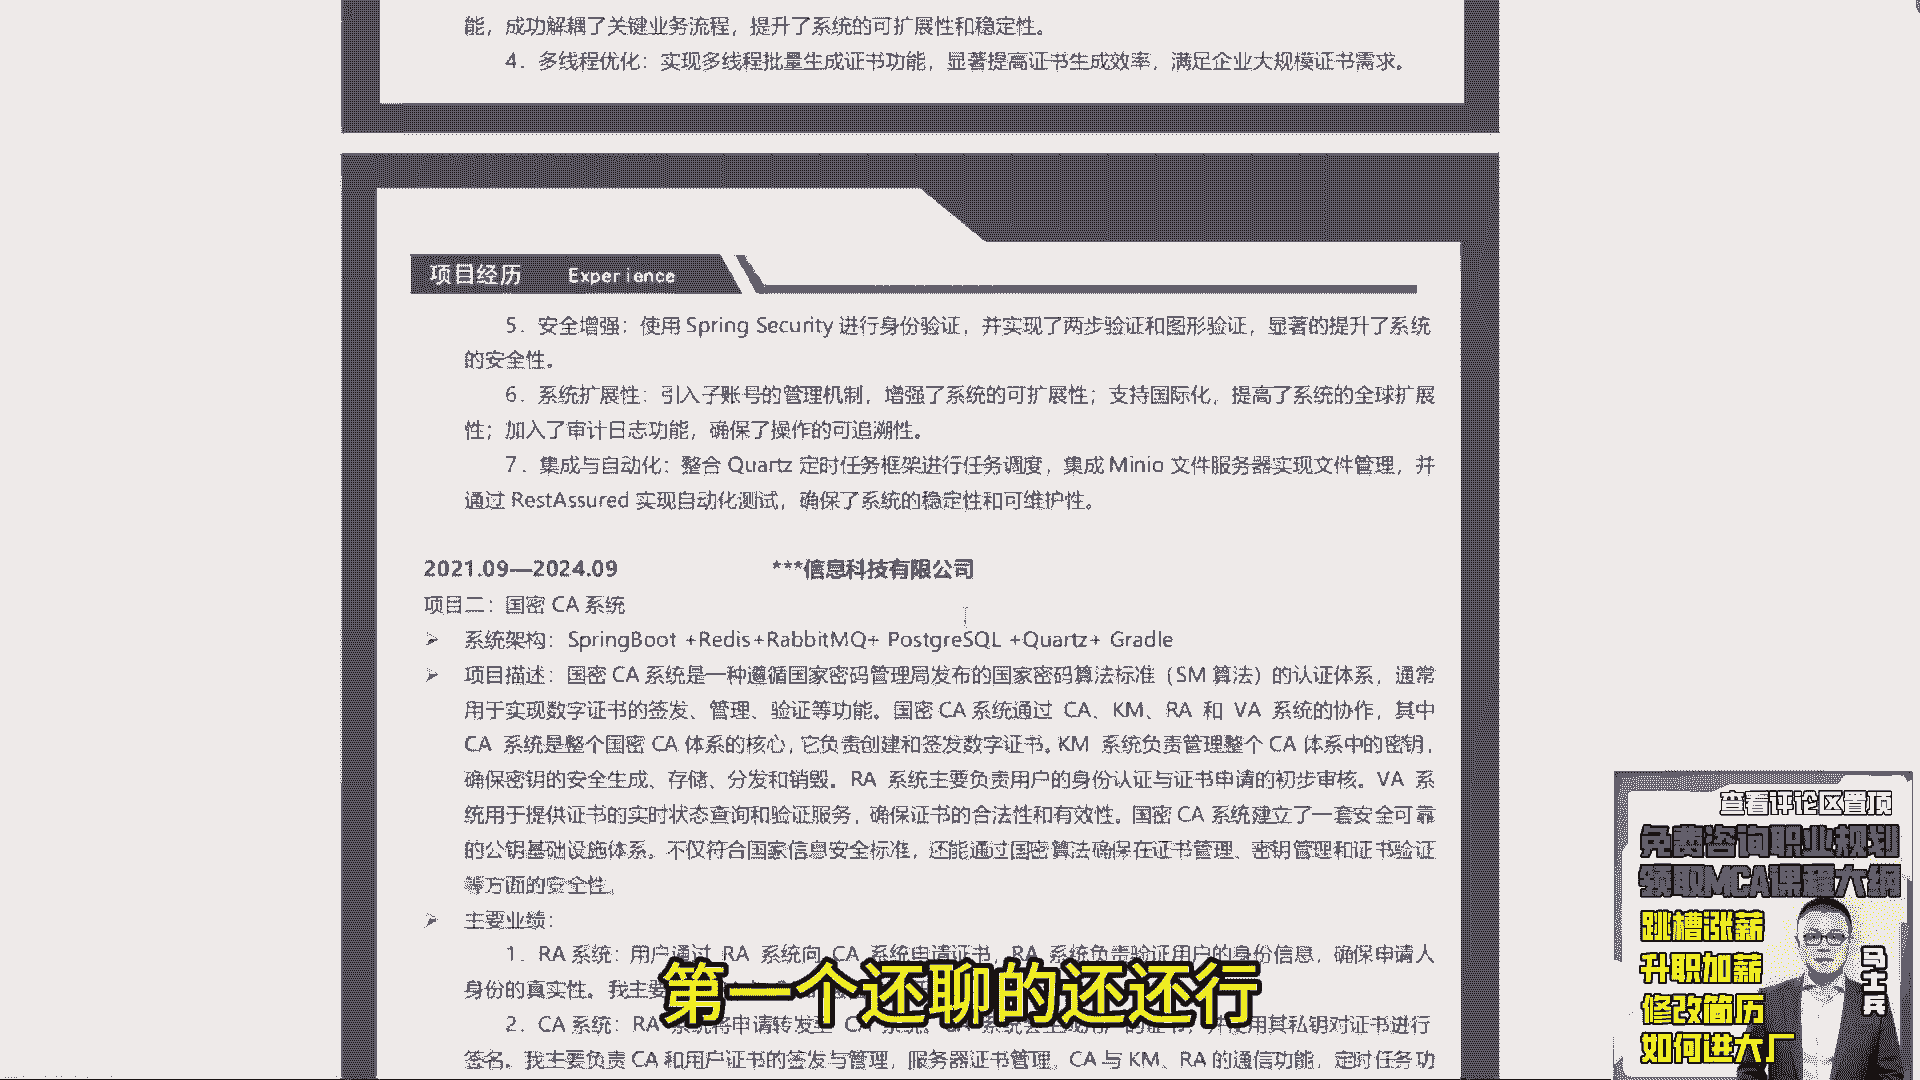 能，成功解耦了关键业务流程，提升了系统的可扩展性和稳定性。
4．多线程优化：实现多线程批量生成证书功能，显著提高证书生成效率，满足企业大规模证书需求。
项目经历 Experience
5．安全增强：使用 Spring Security 进行身份验证，并实现了两步验证和图形验证，显著的提升了系统
的安全性。
6．系统扩展性：引入子账号的管理机制，增强了系统的可扩展性；支持国际化，提高了系统的全球扩展
性；加入了审计日志功能，确保了操作的可追溯性。
7．集成与自动化：整合 Quartz 定时任务框架进行任务调度，集成 Minio 文件服务器实现文件管理，并
通过 RestAssured 实现自动化测试，确保了系统的稳定性和可维护性。
2021.09—2024.09 ***信息科技有限公司
项目二：国密 CA 系统
➢ 系统架构：SpringBoot +Redis+RabbitMQ+ PostgreSQL +Quartz+ Gradle
➢ 项目描述：国密 CA 系统是一种遵循国家密码管理局发布的国家密码算法标准（SM 算法）的认证体系，通常
用于实现数字证书的签发、管理、验证等功能。国密 CA 系统通过 CA、KM、RA 和 VA 系统的协作，其中
CA 系统是整个国密 CA 体系的核心，它负责创建和签发数字证书。KM 系统负责管理整个 CA 体系中的密钥，
确保密钥的安全生成、存储、分发和销毁。RA 系统主要负责用户的身份认证与证书申请的初步审核。VA 系
统用于提供证书的实时状态查询和验证服务，确保证书的合法性和有效性。国密 CA 系统建立了一套安全可靠
的公钥基础设施体系。不仅符合国家信息安全标准，还能通过国密算法确保在证书管理、密钥管理和证书验证
等方面的安全性。
➢ 主要业绩：
1．RA 系统：用户通过 RA 系统向 CA 系统申请证书，RA 系统负责验证用户的身份信息，确保申请人
身份的真实性。我主要
第一个还聊的还还行
2．CA 系统：RA 系统将申请转发至 CA 系统。 并使用其私钥对证书进行
签名。我主要负责 CA 和用户证书的签发与管理，服务器证书管理，CA 与 KM、RA 的通信功能，定时任务功
查看评论区置顶
免费咨询职业规划
领取MCA课程大纲
跳槽涨薪
升职加薪
修改简历
如何进大厂
马士兵